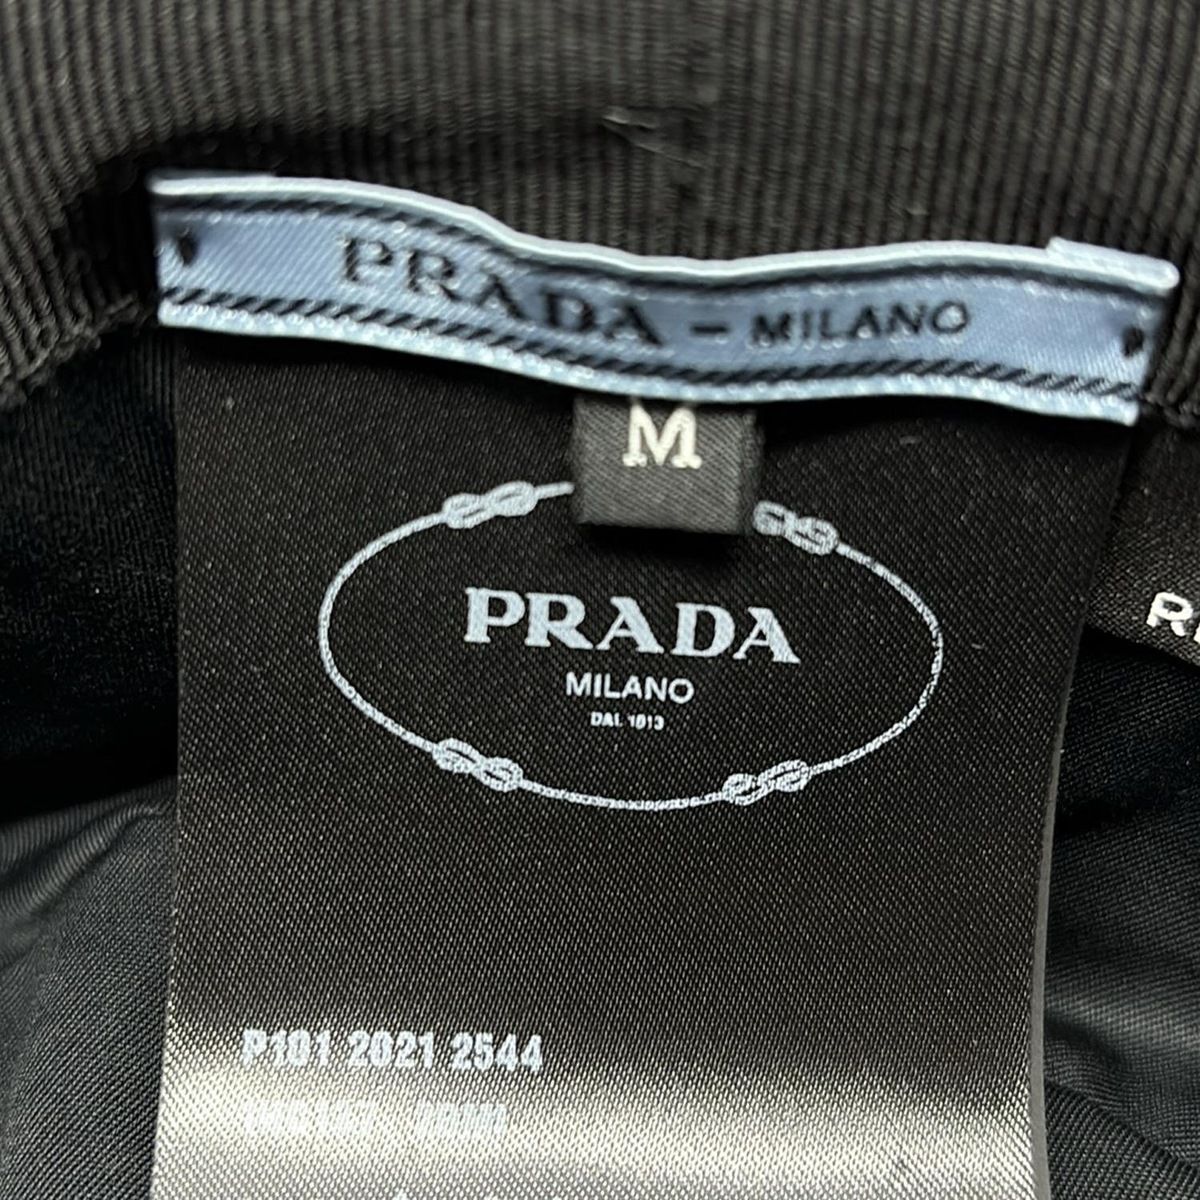 PRADA – MILANO
M
PRADA
MILANO
DAL 1913
P101 2021 2544